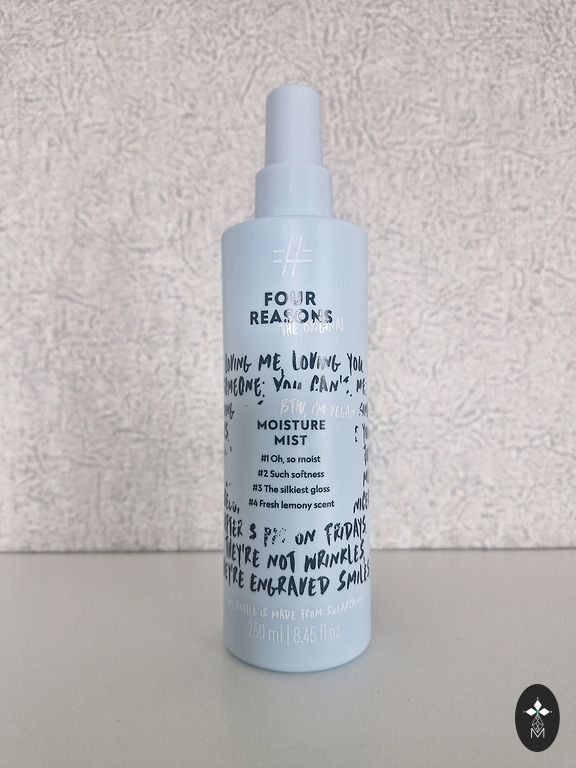 FOUR
REASONS
THE ORIGINAL
LOVING ME, LOVING YOU
SOMEONE: YOU CAN'T ME
BTW, I'M VEGAN
MOISTURE
MIST
#1 Oh, so moist
#2 Such softness
#3 The silkiest gloss
#4 Fresh lemony scent
AFTER 5 PM ON FRIDAYS
THEY'RE NOT WRINKLES
THEY'RE ENGRAVED SMILES
MY BOTTLE IS MADE FROM SUGARCANE
250 ml | 8.45 fl.oz